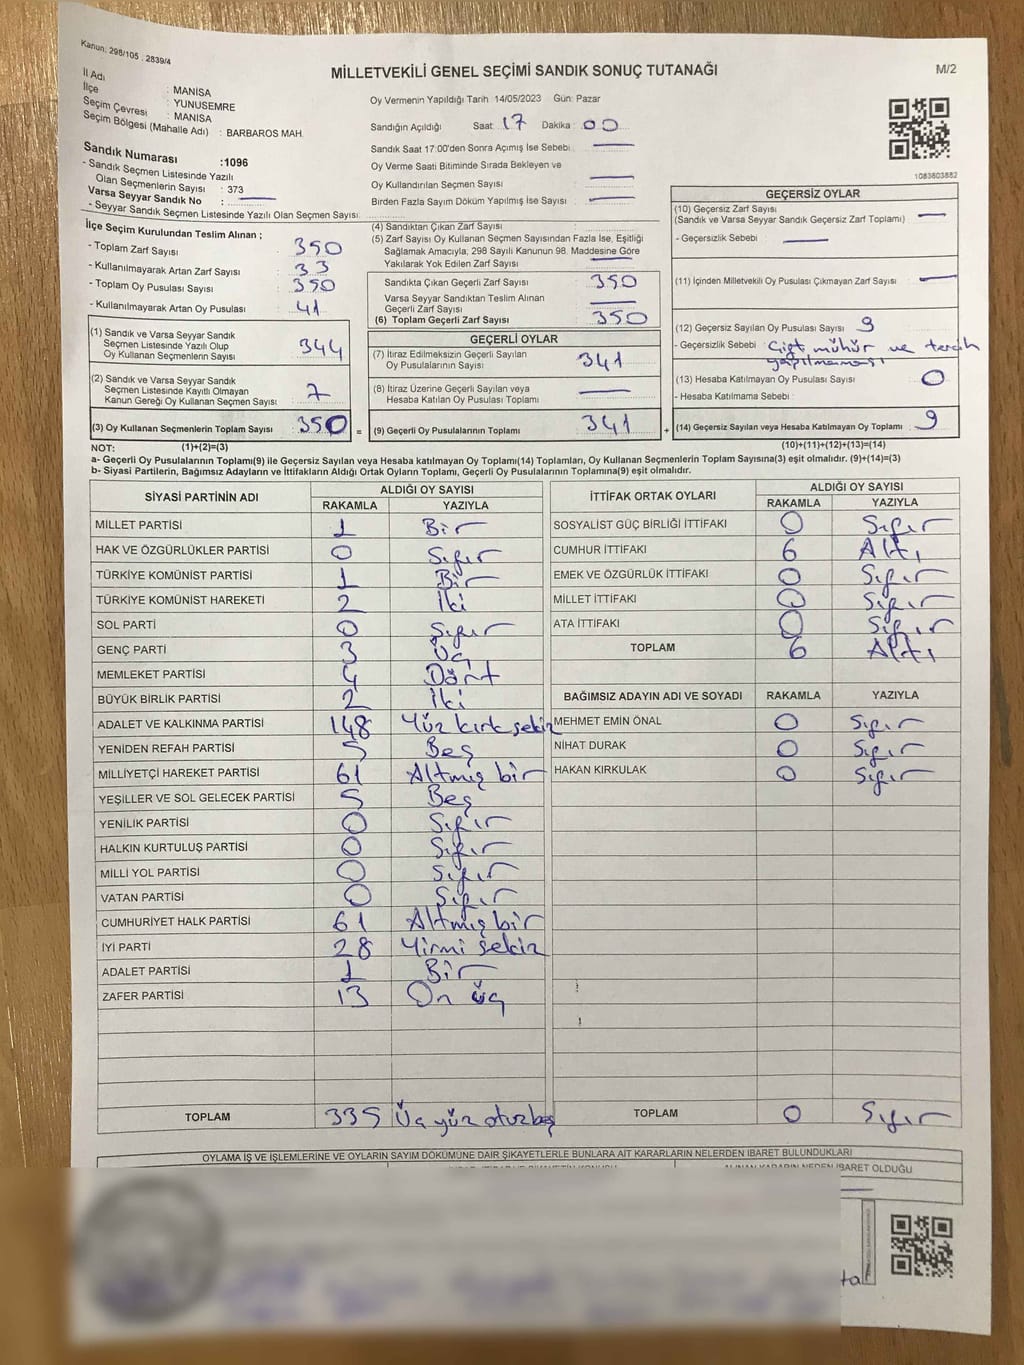 Kanun: 298/105 : 2839/4
MİLLETVEKİLİ GENEL SEÇİMİ SANDIK SONUÇ TUTANAĞI
M/2
İl Adı : MANİSA
İlçe : YUNUSEMRE
Seçim Çevresi : MANİSA
Seçim Bölgesi (Mahalle Adı) : BARBAROS MAH.
Sandık Numarası :1096
- Sandık Seçmen Listesinde Yazılı
Olan Seçmenlerin Sayısı : 373
Varsa Seyyar Sandık No :
- Seyyar Sandık Seçmen Listesinde Yazılı Olan Seçmen Sayısı:
Oy Vermenin Yapıldığı Tarih 14/05/2023 Gün: Pazar
Sandığın Açıldığı Saat: 17 Dakika : 00
Sandık Saat 17:00'den Sonra Açımış İse Sebebi:
Oy Verme Saati Bitiminde Sırada Bekleyen ve
Oy Kullandırılan Seçmen Sayısı
Birden Fazla Sayım Döküm Yapılmış İse Sayısı :
1083603882
İlçe Seçim Kurulundan Teslim Alınan ;
- Toplam Zarf Sayısı : 350
- Kullanılmayarak Artan Zarf Sayısı : 33
- Toplam Oy Pusulası Sayısı : 350
- Kullanılmayarak Artan Oy Pusulası : 41
(1) Sandık ve Varsa Seyyar Sandık
Seçmen Listesinde Yazılı Olup
Oy Kullanan Seçmenlerin Sayısı : 344
(2) Sandık ve Varsa Seyyar Sandık
Seçmen Listesinde Kayıtlı Olmayan
Kanun Gereği Oy Kullanan Seçmen Sayısı : 7
(3) Oy Kullanan Seçmenlerin Toplam Sayısı : 350 =
(4) Sandıktan Çıkan Zarf Sayısı :
(5) Zarf Sayısı Oy Kullanan Seçmen Sayısından Fazla İse, Eşitliği
Sağlamak Amacıyla, 298 Sayılı Kanunun 98. Maddesine Göre
Yakılarak Yok Edilen Zarf Sayısı :
Sandıkta Çıkan Geçerli Zarf Sayısı : 350
Varsa Seyyar Sandıktan Teslim Alınan
Geçerli Zarf Sayısı :
(6) Toplam Geçerli Zarf Sayısı : 350
GEÇERLİ OYLAR
(7) İtiraz Edilmeksizin Geçerli Sayılan
Oy Pusulalarının Sayısı : 341
(8) İtiraz Üzerine Geçerli Sayılan veya
Hesaba Katılan Oy Pusulası Toplamı :
(9) Geçerli Oy Pusulalarının Toplamı : 341 +
GEÇERSİZ OYLAR
(10) Geçersiz Zarf Sayısı
(Sandık ve Varsa Seyyar Sandık Geçersiz Zarf Toplamı) :
- Geçersizlik Sebebi :
(11) İçinden Milletvekili Oy Pusulası Çıkmayan Zarf Sayısı :
(12) Geçersiz Sayılan Oy Pusulası Sayısı : 9
- Geçersizlik Sebebi : Çift mühür ve tercih
yapılmaması
(13) Hesaba Katılmayan Oy Pusulası Sayısı : 0
- Hesaba Katılmama Sebebi :
(14) Geçersiz Sayılan veya Hesaba Katılmayan Oy Toplamı : 9
NOT: (1)+(2)=(3)
(10)+(11)+(12)+(13)=(14)
a- Geçerli Oy Pusulalarının Toplamı(9) ile Geçersiz Sayılan veya Hesaba katılmayan Oy Toplamı(14) Toplamları, Oy Kullanan Seçmenlerin Toplam Sayısına(3) eşit olmalıdır. (9)+(14)=(3)
b- Siyasi Partilerin, Bağımsız Adayların ve İttifakların Aldığı Ortak Oyların Toplamı, Geçerli Oy Pusulalarının Toplamına(9) eşit olmalıdır.
SİYASİ PARTİNİN ADI ALDIĞI OY SAYISI
RAKAMLA YAZIYLA
MİLLET PARTİSİ 1 Bir
HAK VE ÖZGÜRLÜKLER PARTİSİ 0 Sıfır
TÜRKİYE KOMÜNİST PARTİSİ 1 Bir
TÜRKİYE KOMÜNİST HAREKETİ 2 İki
SOL PARTİ 0 Sıfır
GENÇ PARTİ 3 Üç
MEMLEKET PARTİSİ 4 Dört
BÜYÜK BİRLİK PARTİSİ 2 İki
ADALET VE KALKINMA PARTİSİ 148 Yüz kırk sekiz
YENİDEN REFAH PARTİSİ 5 Beş
MİLLİYETÇİ HAREKET PARTİSİ 61 Altmış bir
YEŞİLLER VE SOL GELECEK PARTİSİ 5 Beş
YENİLİK PARTİSİ 0 Sıfır
HALKIN KURTULUŞ PARTİSİ 0 Sıfır
MİLLİ YOL PARTİSİ 0 Sıfır
VATAN PARTİSİ 0 Sıfır
CUMHURİYET HALK PARTİSİ 61 Altmış bir
İYİ PARTİ 28 Yirmi sekiz
ADALET PARTİSİ 1 Bir
ZAFER PARTİSİ 13 On üç
TOPLAM 335 Üç yüz otuz beş
İTTİFAK ORTAK OYLARI ALDIĞI OY SAYISI
RAKAMLA YAZIYLA
SOSYALİST GÜÇ BİRLİĞİ İTTİFAKI 0 Sıfır
CUMHUR İTTİFAKI 6 Altı
EMEK VE ÖZGÜRLÜK İTTİFAKI 0 Sıfır
MİLLET İTTİFAKI 0 Sıfır
ATA İTTİFAKI 0 Sıfır
TOPLAM 6 Altı
BAĞIMSIZ ADAYIN ADI VE SOYADI RAKAMLA YAZIYLA
MEHMET EMİN ÖNAL 0 Sıfır
NİHAT DURAK 0 Sıfır
HAKAN KIRKULAK 0 Sıfır
TOPLAM 0 Sıfır
OYLAMA İŞ VE İŞLEMLERİNE VE OYLARIN SAYIM DÖKÜMÜNE DAİR ŞİKAYETLERLE BUNLARA AİT KARARLARIN NELERDEN İBARET BULUNDUKLARI
ALINAN KARARIN NEDEN İBARET OLDUĞU